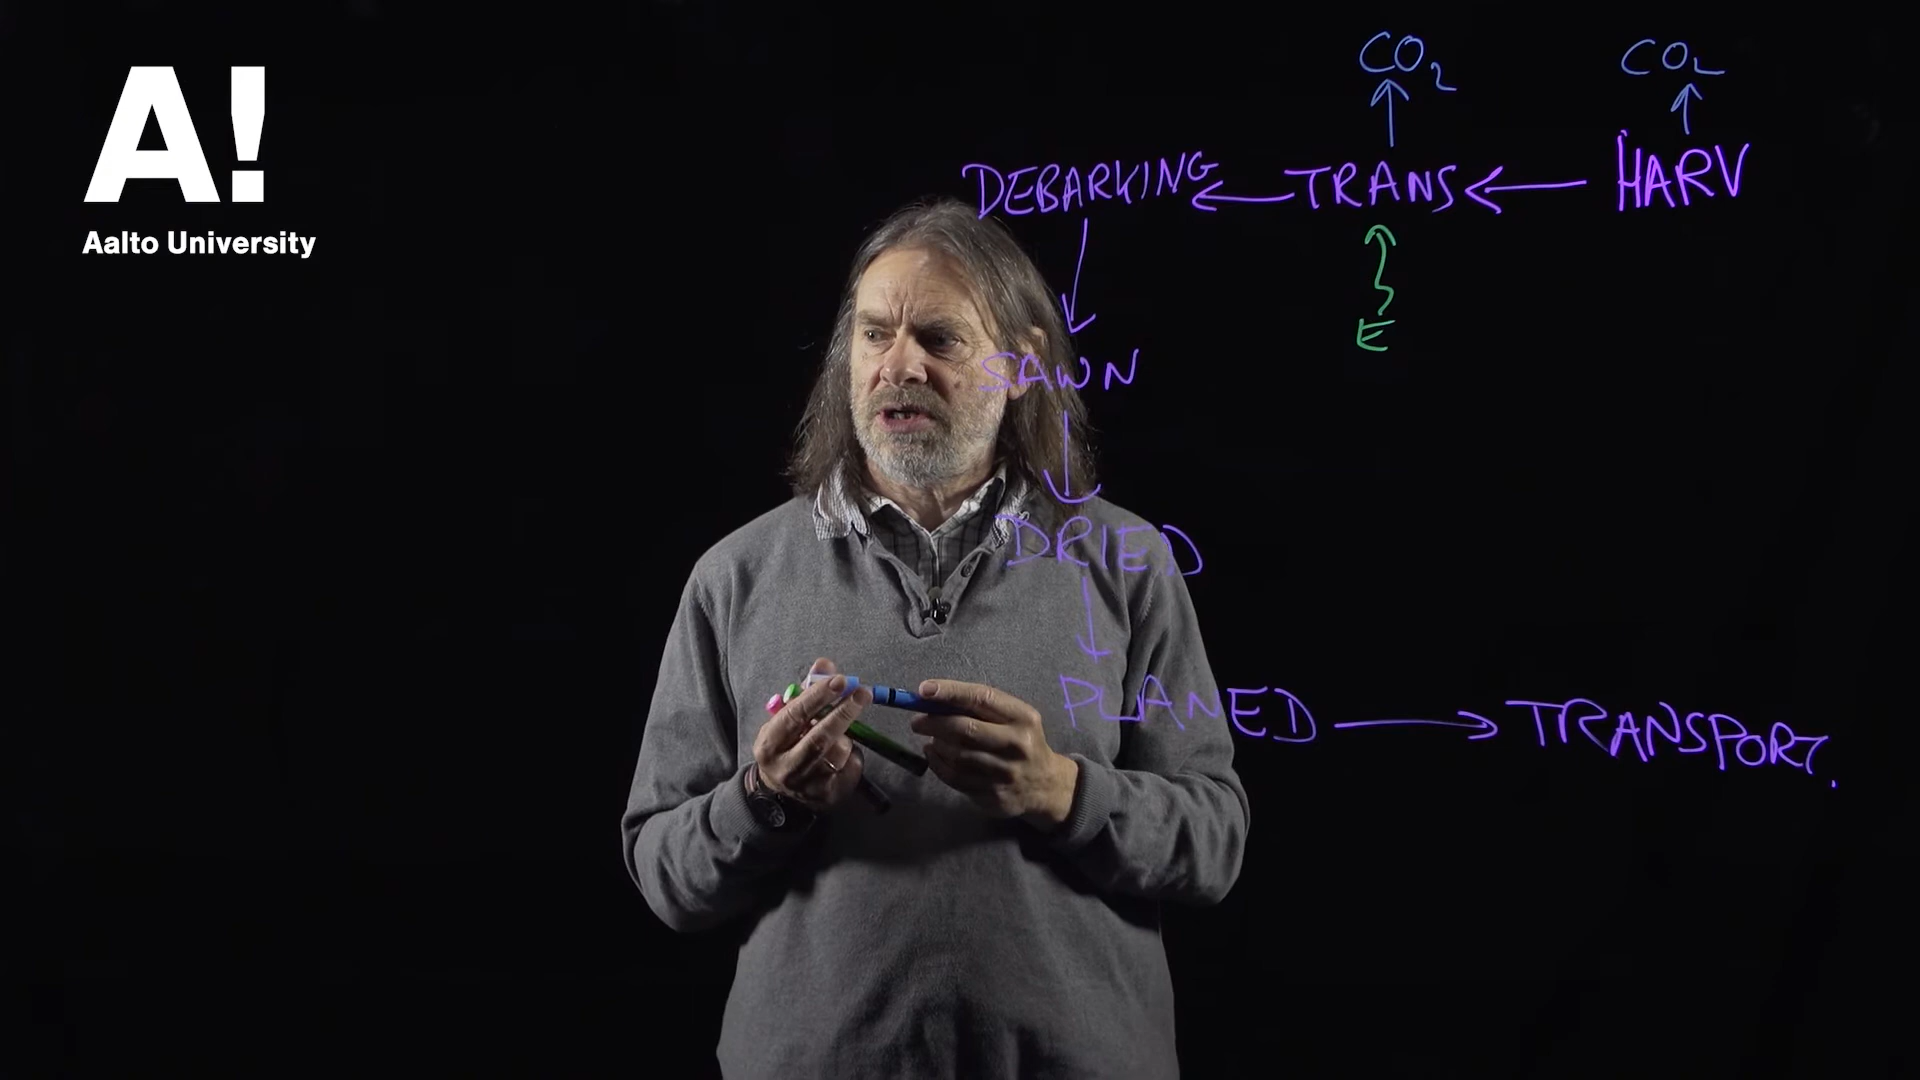 A!
Aalto University
CO2 CO2
DEBARKING ← TRANS ← HARV
E
SAWN
DRIED
PLANED → TRANSPORT.